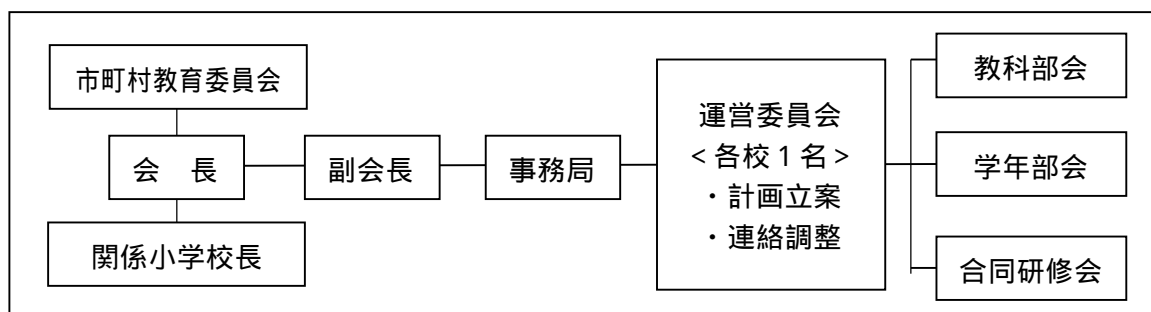 市町村教育委員会
会　長
関係小学校長
副会長
事務局
運営委員会
<各校1名>
・計画立案
・連絡調整
教科部会
学年部会
合同研修会